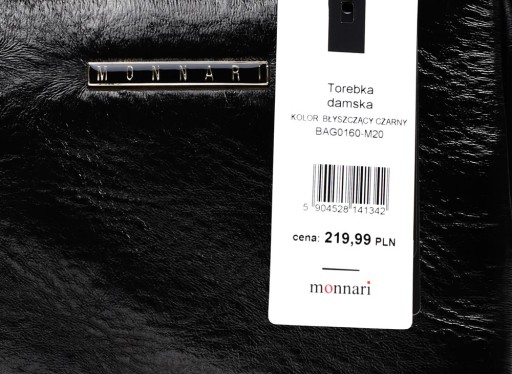 MONNARI
Torebka
damska
KOLOR: BŁYSZCZĄCY CZARNY
BAG0160-M20
5 904528 141342
cena: 219,99 PLN
monnari